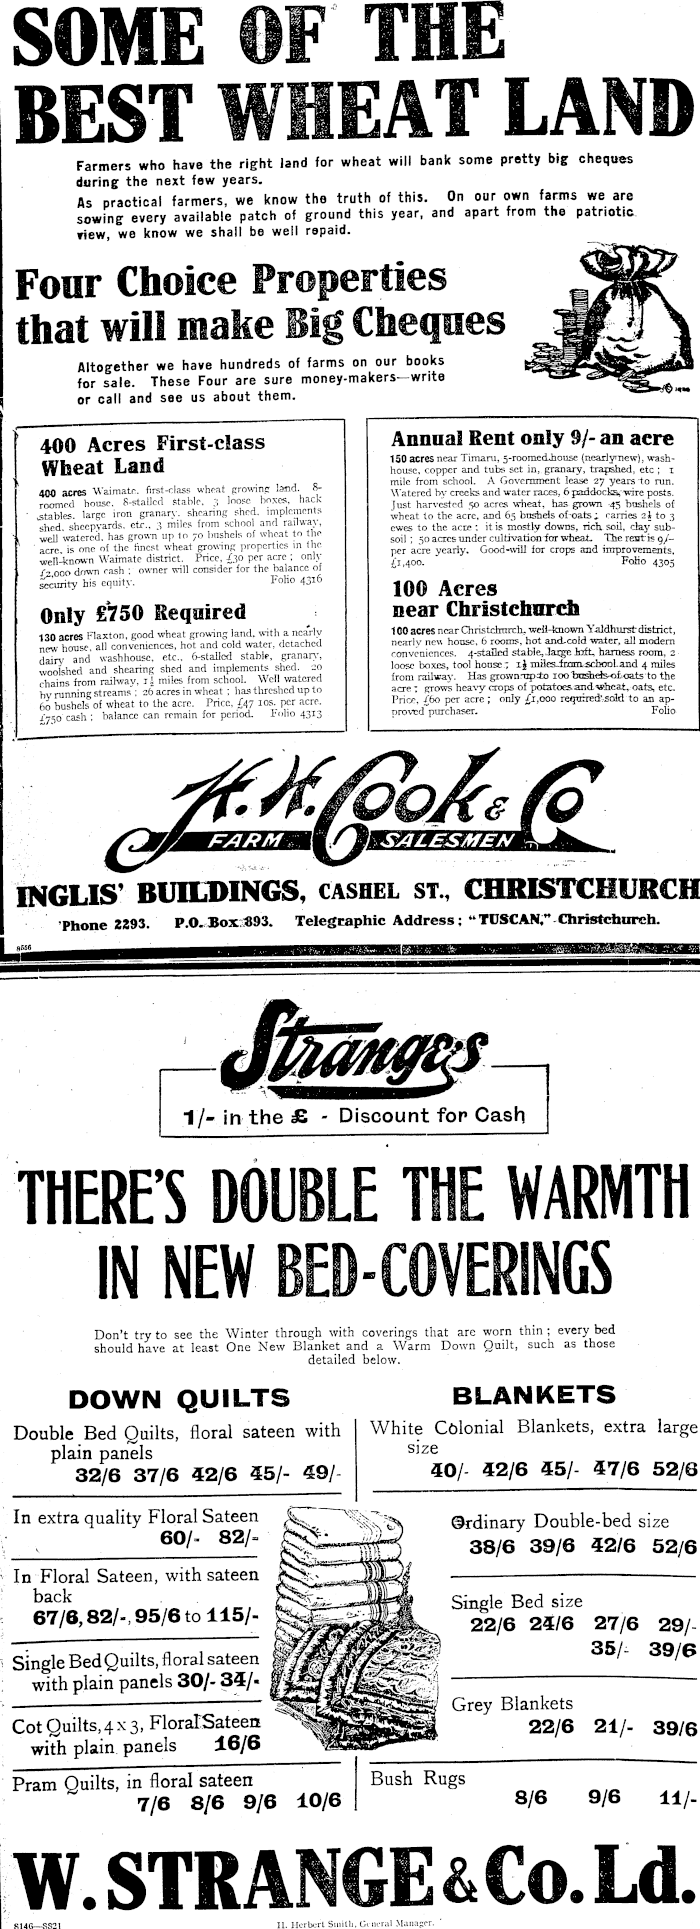 SOME OF THE
BEST WHEAT LAND
Farmers who have the right land for wheat will bank some pretty big cheques
during the next few years.
As practical farmers, we know the truth of this. On our own farms we are
sowing every available patch of ground this year, and apart from the patriotic
view, we know we shall be well repaid.
Four Choice Properties
that will make Big Cheques
Altogether we have hundreds of farms on our books
for sale. These Four are sure money-makers—write
or call and see us about them.
400 Acres First-class
Wheat Land
400 acres Waimate, first-class wheat growing land. 8-
roomed house, 8-stalled stable, 3 loose boxes, hack
stables, large iron granary, shearing shed, implements
shed, sheepyards, etc., 3 miles from school and railway,
well watered, has grown up to 70 bushels of wheat to the
acre, is one of the finest wheat growing properties in the
well-known Waimate district. Price, £30 per acre; only
£2,000 down cash; owner will consider for the balance of
security his equity. Folio 4316
Only £750 Required
130 acres Flaxton, good wheat growing land, with a nearly
new house, all conveniences, hot and cold water, detached
dairy and washhouse, etc., 6-stalled stable, granary,
woolshed and shearing shed and implements shed. 20
chains from railway, 1½ miles from school. Well watered
by running streams; 26 acres in wheat; has threshed up to
60 bushels of wheat to the acre. Price, £47 10s. per acre.
£750 cash; balance can remain for period. Folio 4313
Annual Rent only 9/- an acre
150 acres near Timaru, 5-roomed house (nearly new), wash-
house, copper and tubs set in, granary, trapshed, etc; 1
mile from school. A Government lease 27 years to run.
Watered by creeks and water races, 6 paddocks, wire posts.
Just harvested 50 acres wheat, has grown 45 bushels of
wheat to the acre, and 65 bushels of oats; carries 2½ to 3
ewes to the acre; it is mostly downs, rich soil, clay sub-
soil; 50 acres under cultivation for wheat. The rent is 9/-
per acre yearly. Good-will for crops and improvements,
£1,400. Folio 4305
100 Acres
near Christchurch
100 acres near Christchurch, well-known Yaldhurst district,
nearly new house, 6 rooms, hot and cold water, all modern
conveniences. 4-stalled stable, large loft, harness room, 2
loose boxes, tool house; 1½ miles from school and 4 miles
from railway. Has grown up to 100 bushels of oats to the
acre; grows heavy crops of potatoes and wheat, oats, etc.
Price, £60 per acre; only £1,000 required sold to an ap-
proved purchaser. Folio
H. W. Cook & Co
FARM SALESMEN
INGLIS' BUILDINGS, CASHEL ST., CHRISTCHURCH
'Phone 2293. P.O. Box 893. Telegraphic Address: "TUSCAN," Christchurch.
8556
Strange's
1/- in the £ - Discount for Cash
THERE'S DOUBLE THE WARMTH
IN NEW BED-COVERINGS
Don't try to see the Winter through with coverings that are worn thin; every bed
should have at least One New Blanket and a Warm Down Quilt, such as those
detailed below.
DOWN QUILTS
Double Bed Quilts, floral sateen with
plain panels
32/6 37/6 42/6 45/- 49/-
In extra quality Floral Sateen
60/- 82/-
In Floral Sateen, with sateen
back
67/6, 82/-, 95/6 to 115/-
Single Bed Quilts, floral sateen
with plain panels 30/- 34/-
Cot Quilts, 4 x 3, Floral Sateen
with plain panels 16/6
Pram Quilts, in floral sateen
7/6 8/6 9/6 10/6
BLANKETS
White Colonial Blankets, extra large
size
40/- 42/6 45/- 47/6 52/6
Ordinary Double-bed size
38/6 39/6 42/6 52/6
Single Bed size
22/6 24/6 27/6 29/-
35/- 39/6
Grey Blankets
22/6 21/- 39/6
Bush Rugs
8/6 9/6 11/-
W. STRANGE & Co. Ld.
8146—SS21
H. Herbert Smith, General Manager.